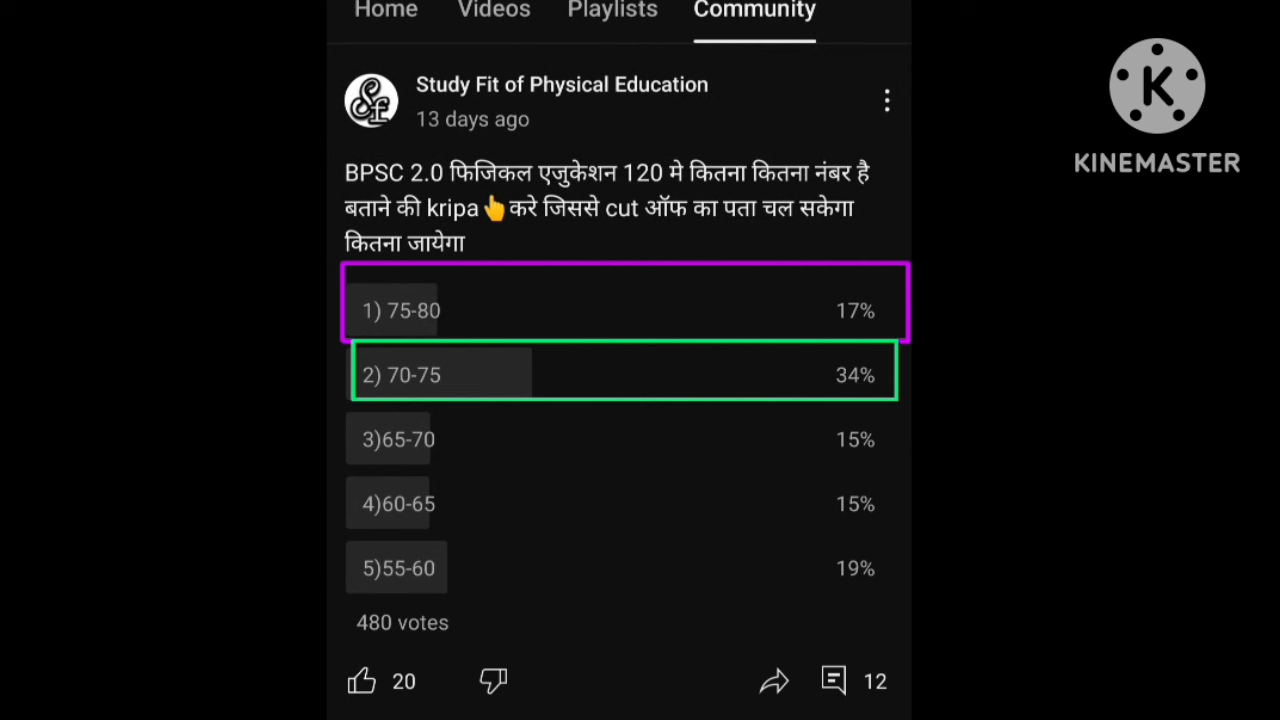 Home Videos Playlists Community
Study Fit of Physical Education
13 days ago
BPSC 2.0 फिजिकल एजुकेशन 120 मे कितना कितना नंबर है
बताने की kripa👆करे जिससे cut ऑफ का पता चल सकेगा
कितना जायेगा
1) 75-80 17%
2) 70-75 34%
3)65-70 15%
4)60-65 15%
5)55-60 19%
480 votes
20 12
K
KINEMASTER
Sf